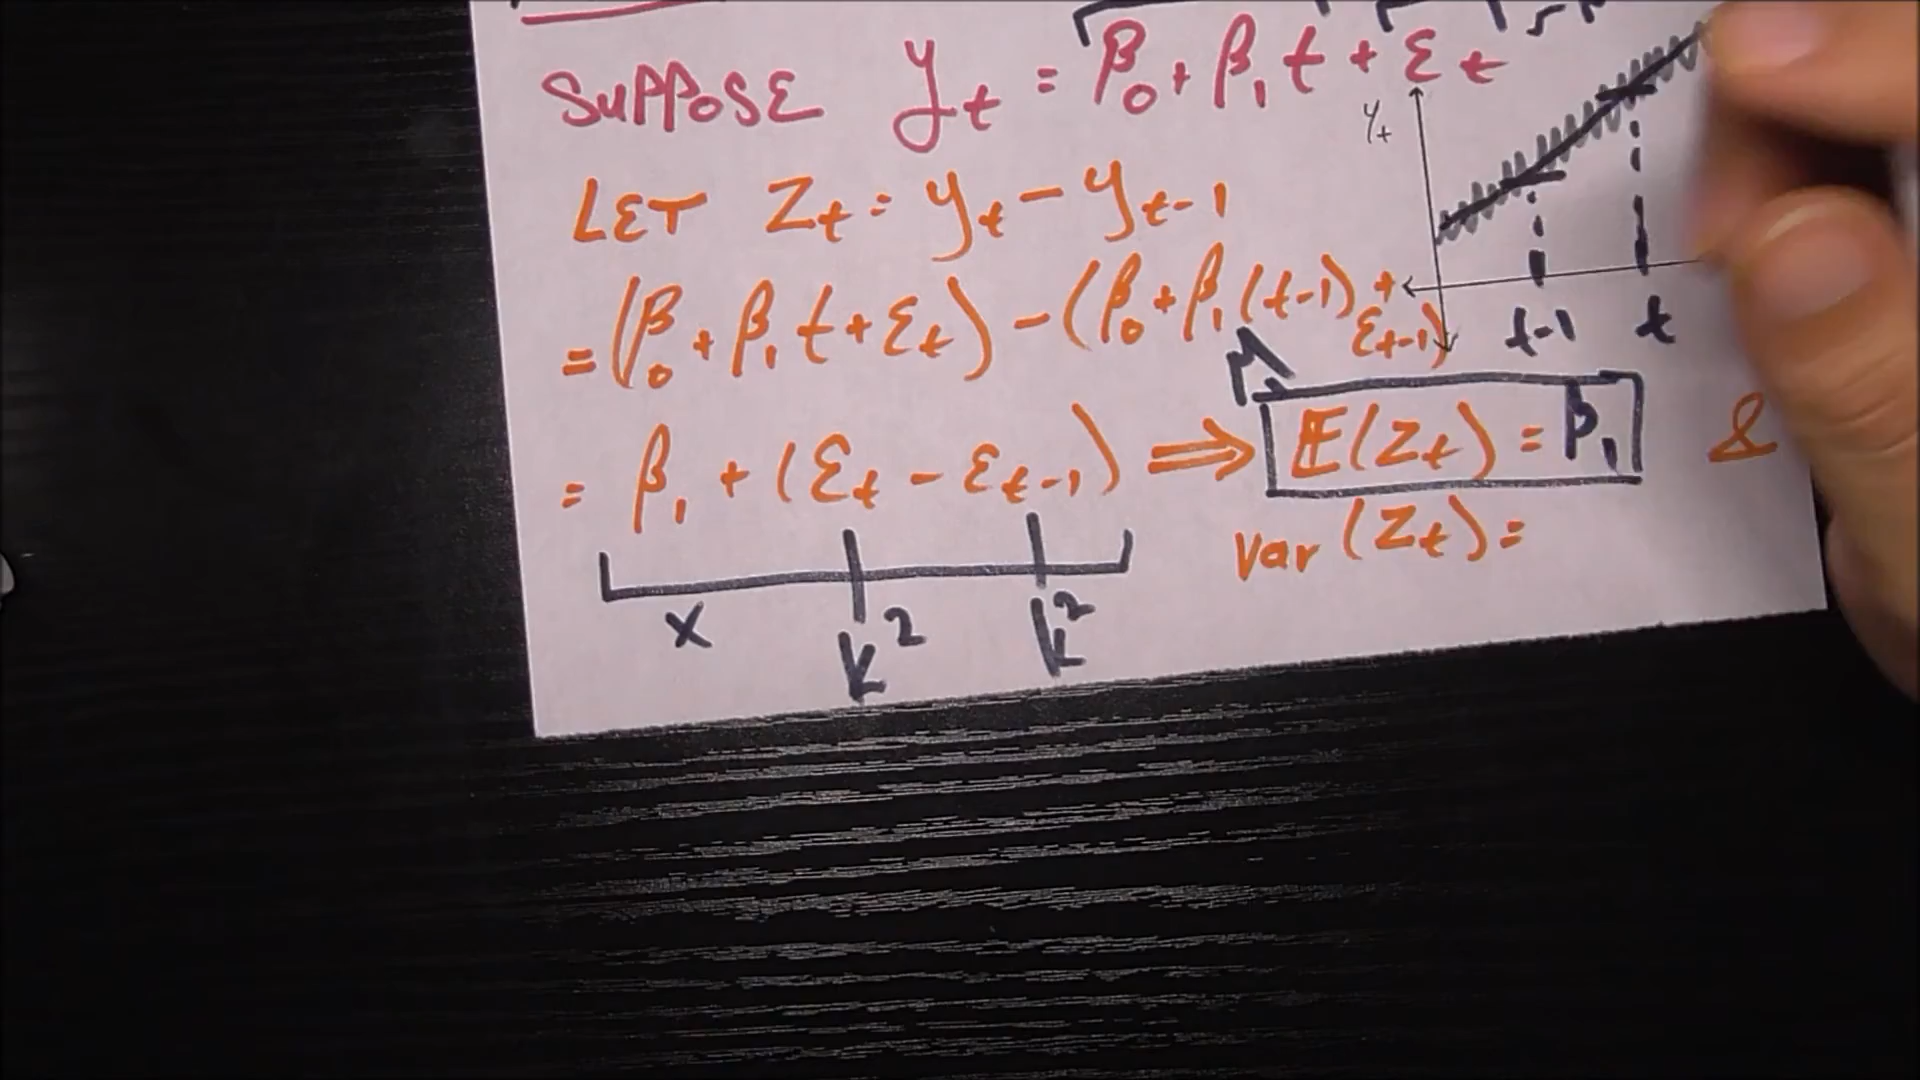 SUPPOSE yₜ = β₀ + β₁t + εₜ
yₜ
LET Zₜ = yₜ - yₜ₋₁
= (β₀ + β₁t + εₜ) - (β₀ + β₁(t-1) + εₜ₋₁)
t-1 t
= β₁ + (εₜ - εₜ₋₁) ⟹ E(Zₜ) = β₁ &
var(Zₜ) =
x k² k²